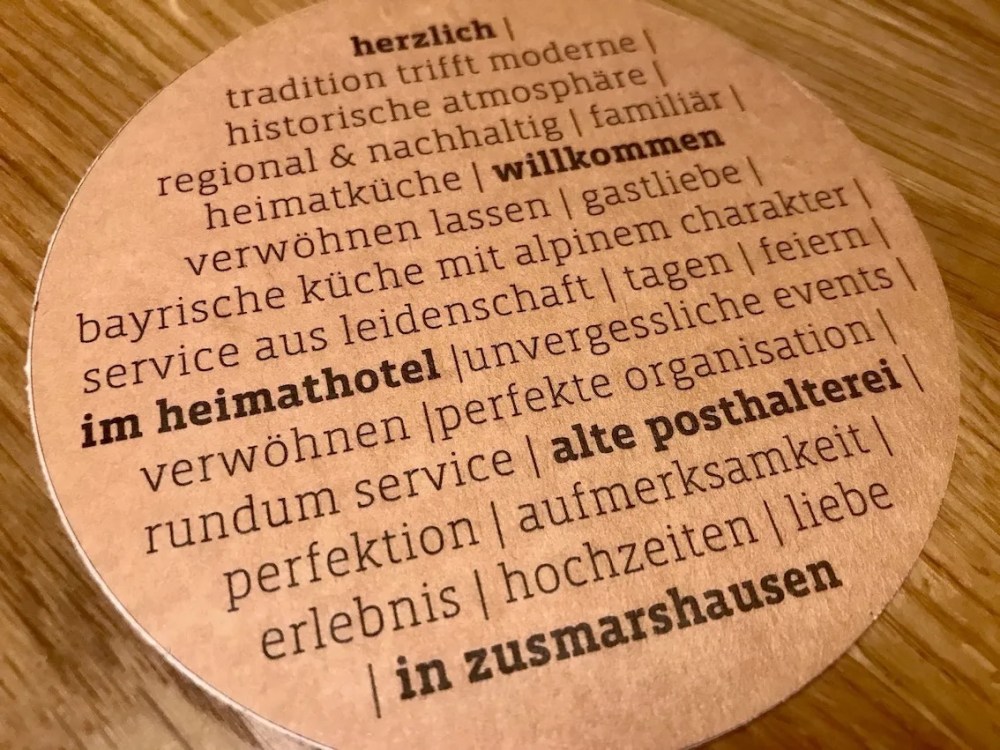 herzlich |
tradition trifft moderne |
historische atmosphäre |
regional & nachhaltig | familiär |
heimatküche | willkommen
verwöhnen lassen | gastliebe |
bayrische küche mit alpinem charakter |
service aus leidenschaft | tagen | feiern |
im heimathotel |unvergessliche events |
verwöhnen |perfekte organisation |
rundum service | alte posthalterei |
perfektion | aufmerksamkeit |
erlebnis | hochzeiten | liebe
| in zusmarshausen